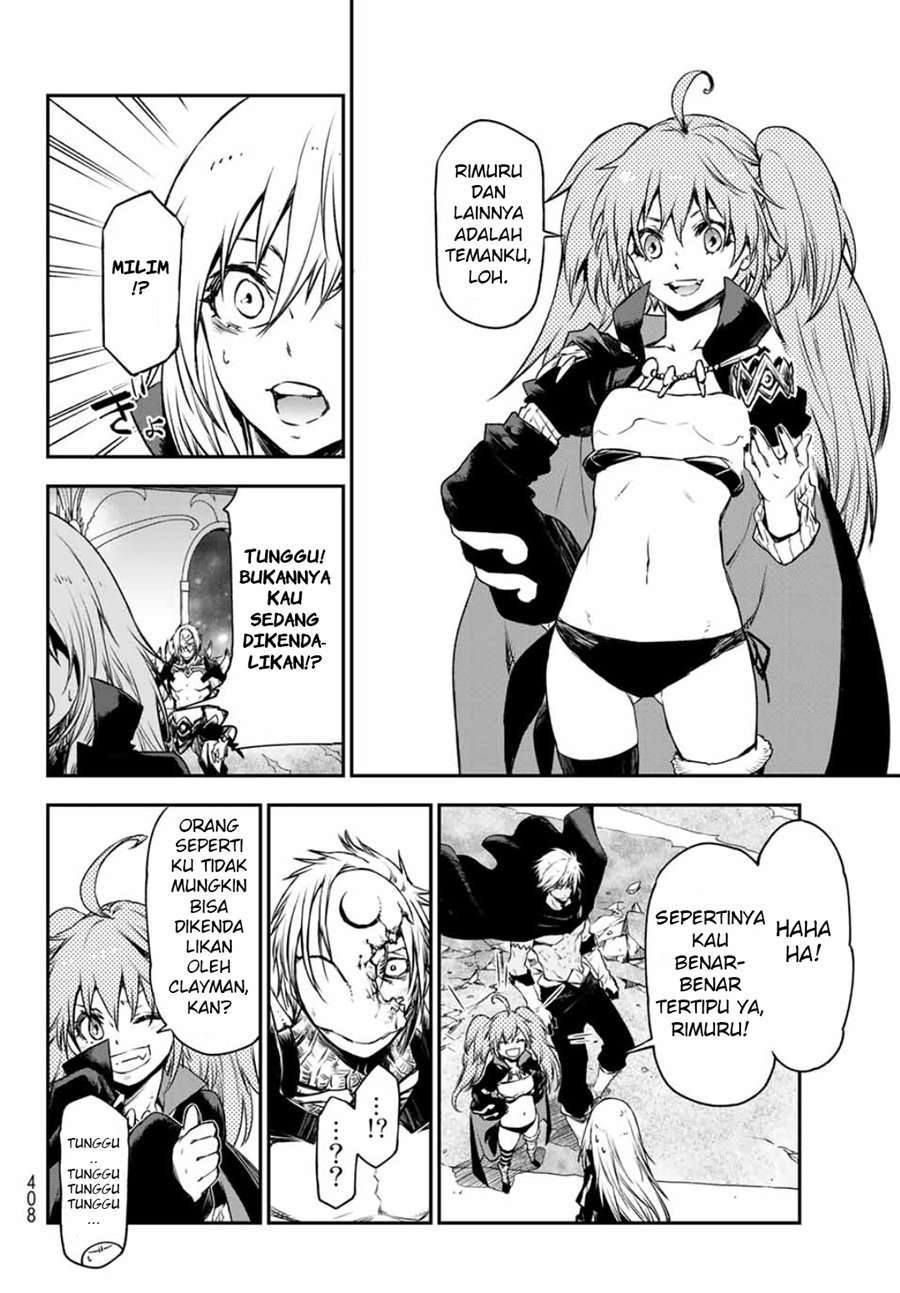 RIMURU
DAN
LAINNYA
ADALAH
TEMANKU,
LOH.
MILIM
!?
ぎょ
TUNGGU!
BUKANNYA
KAU
SEDANG
DIKENDA-
LIKAN!?
HAHA
HA!
SEPERTINYA
KAU
BENAR-
BENAR
TERTIPU YA,
RIMURU!
…!?
…?？
ORANG
SEPERTI
KU TIDAK
MUNGKIN
BISA
DIKENDA
LIKAN
OLEH
CLAYMAN,
KAN?
TUNGGU
..
TUNGGU
TUNGGU
TUNGGU
...
408